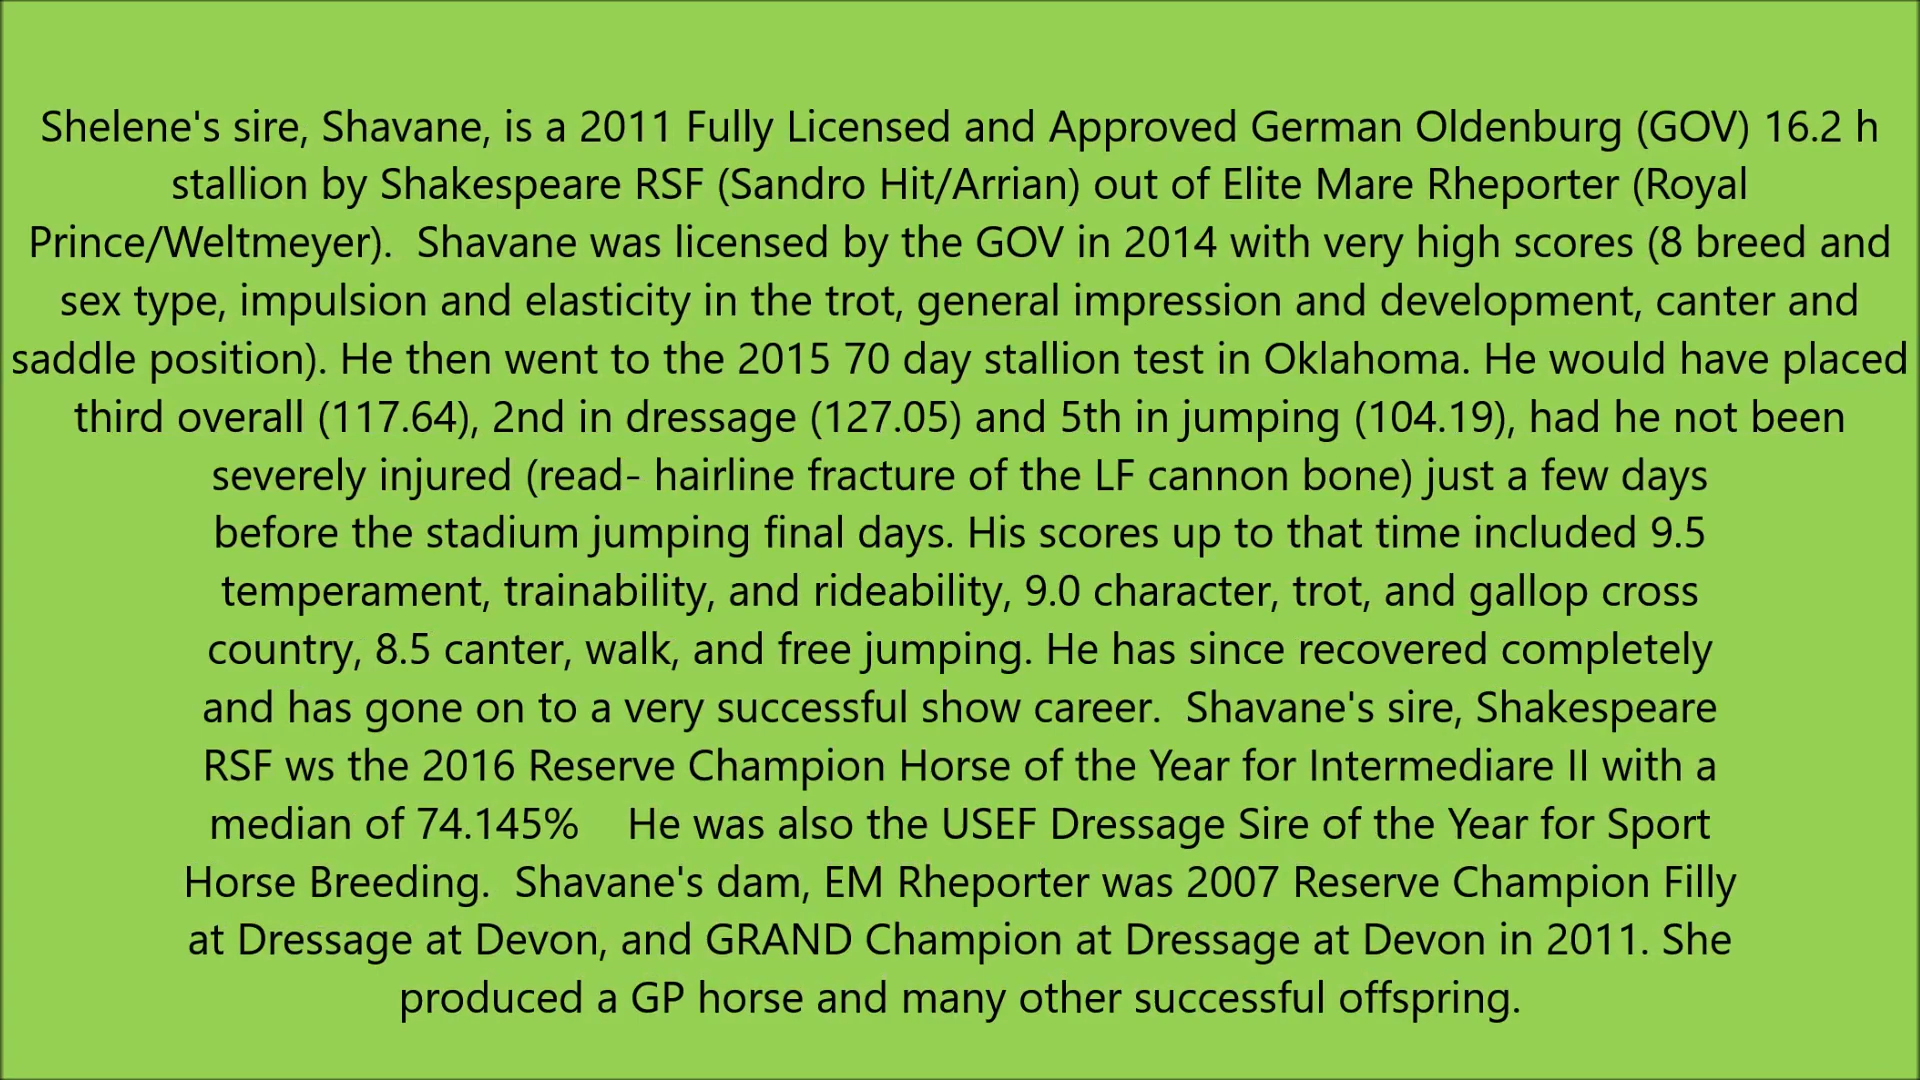 Shelene's sire, Shavane, is a 2011 Fully Licensed and Approved German Oldenburg (GOV) 16.2 h
stallion by Shakespeare RSF (Sandro Hit/Arrian) out of Elite Mare Rheporter (Royal
Prince/Weltmeyer).  Shavane was licensed by the GOV in 2014 with very high scores (8 breed and
sex type, impulsion and elasticity in the trot, general impression and development, canter and
saddle position). He then went to the 2015 70 day stallion test in Oklahoma. He would have placed
third overall (117.64), 2nd in dressage (127.05) and 5th in jumping (104.19), had he not been
severely injured (read- hairline fracture of the LF cannon bone) just a few days
before the stadium jumping final days. His scores up to that time included 9.5
temperament, trainability, and rideability, 9.0 character, trot, and gallop cross
country, 8.5 canter, walk, and free jumping. He has since recovered completely
and has gone on to a very successful show career.  Shavane's sire, Shakespeare
RSF ws the 2016 Reserve Champion Horse of the Year for Intermediare II with a
median of 74.145%    He was also the USEF Dressage Sire of the Year for Sport
Horse Breeding.  Shavane's dam, EM Rheporter was 2007 Reserve Champion Filly
at Dressage at Devon, and GRAND Champion at Dressage at Devon in 2011. She
produced a GP horse and many other successful offspring.